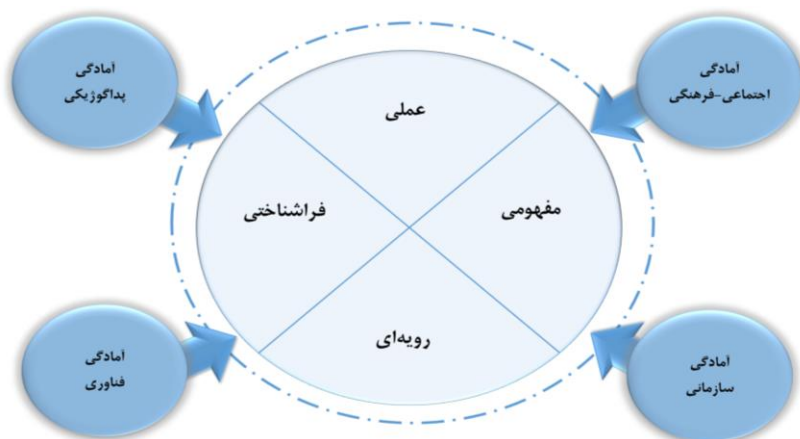 آمادگی
اجتماعی-فرهنگی
آمادگی
پداگوژیکی
عملی
مفهومی
فراشناختی
رویه‌ای
آمادگی
سازمانی
آمادگی
فناوری